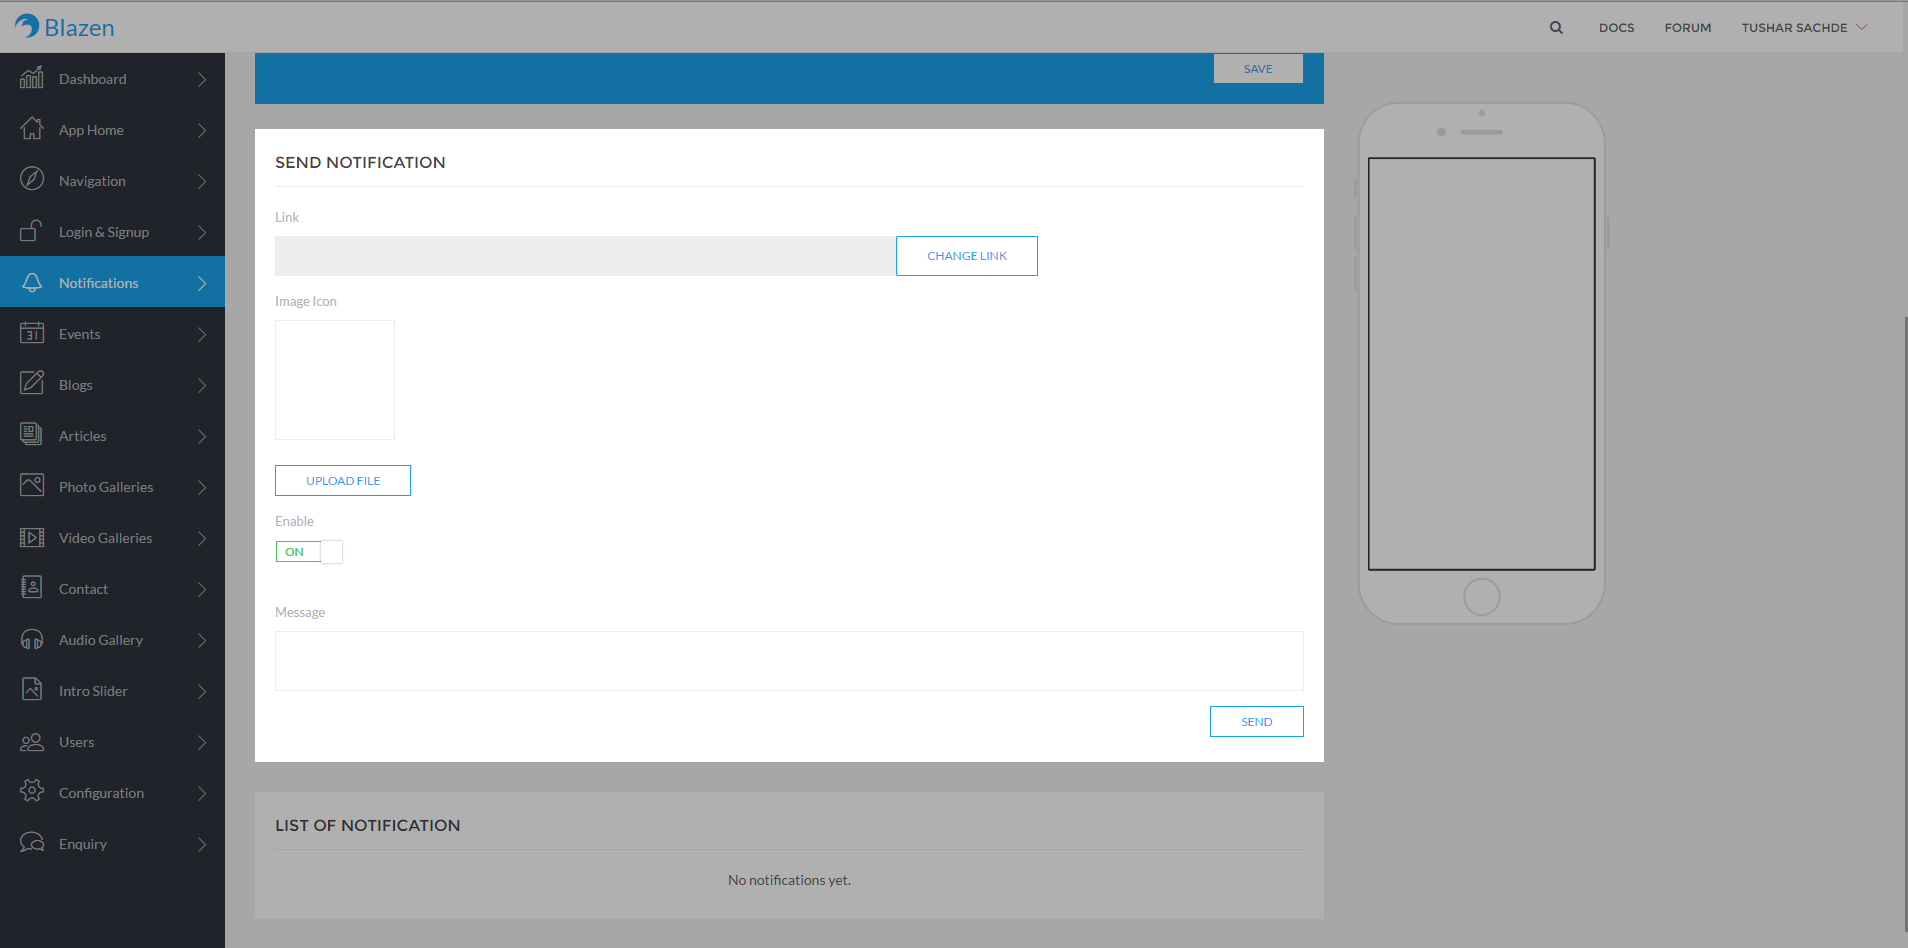 Blazen
DOCS
FORUM
TUSHAR SACHDE
Dashboard
App Home
Navigation
Login & Signup
Notifications
31
Events
Blogs
Articles
Photo Galleries
Video Galleries
Contact
Audio Gallery
Intro Slider
Users
Configuration
Enquiry
SAVE
SEND NOTIFICATION
Link
CHANGE LINK
Image Icon
UPLOAD FILE
Enable
ON
Message
SEND
LIST OF NOTIFICATION
No notifications yet.